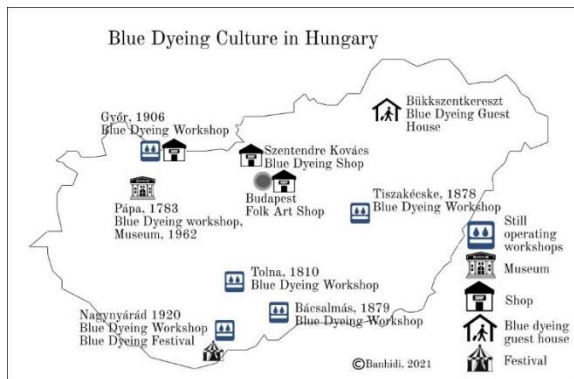 Blue Dyeing Culture in Hungary
Győr, 1906
Blue Dyeing Workshop
Bükkszentkereszt
Blue Dyeing Guest
House
Szentendre Kovács
Blue Dyeing Shop
Budapest
Folk Art Shop
Pápa, 1783
Blue Dyeing workshop,
Museum, 1962
Tiszakécske, 1878
Blue Dyeing Workshop
Tolna, 1810
Blue Dyeing Workshop
Bácsalmás, 1879
Blue Dyeing Workshop
Nagynyárád 1920
Blue Dyeing Workshop
Blue Dyeing Festival
Still
operating
workshops
Museum
Shop
Blue dyeing
guest house
Festival
©Banhidi, 2021